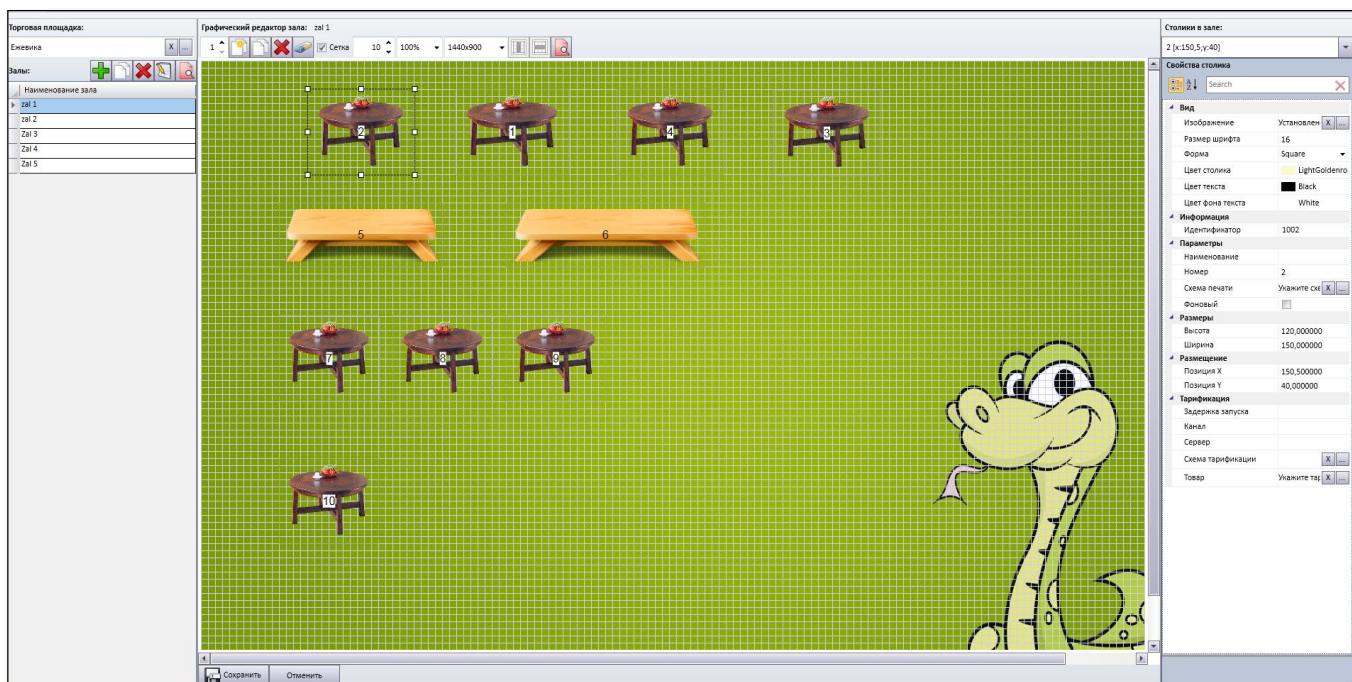 Торговая площадка:
Ежевика X ...
Залы:
Наименование зала
zal 1
zal 2
Zal 3
Zal 4
Zal 5
Графический редактор зала: zal 1
1 Сетка 10 100% 1440x900
2 1 4 3
5 6
7 8 9
10
Сохранить Отменить
Столики в зале:
2 [x:150,5;y:40]
Свойства столика
Search
Вид
Изображение Установлен X ...
Размер шрифта 16
Форма Square
Цвет столика LightGoldenro
Цвет текста Black
Цвет фона текста White
Информация
Идентификатор 1002
Параметры
Наименование
Номер 2
Схема печати Укажите схе X ...
Фоновый
Размеры
Высота 120,000000
Ширина 150,000000
Размещение
Позиция X 150,500000
Позиция Y 40,000000
Тарификация
Задержка запуска
Канал
Сервер
Схема тарификации X ...
Товар Укажите тар X ...